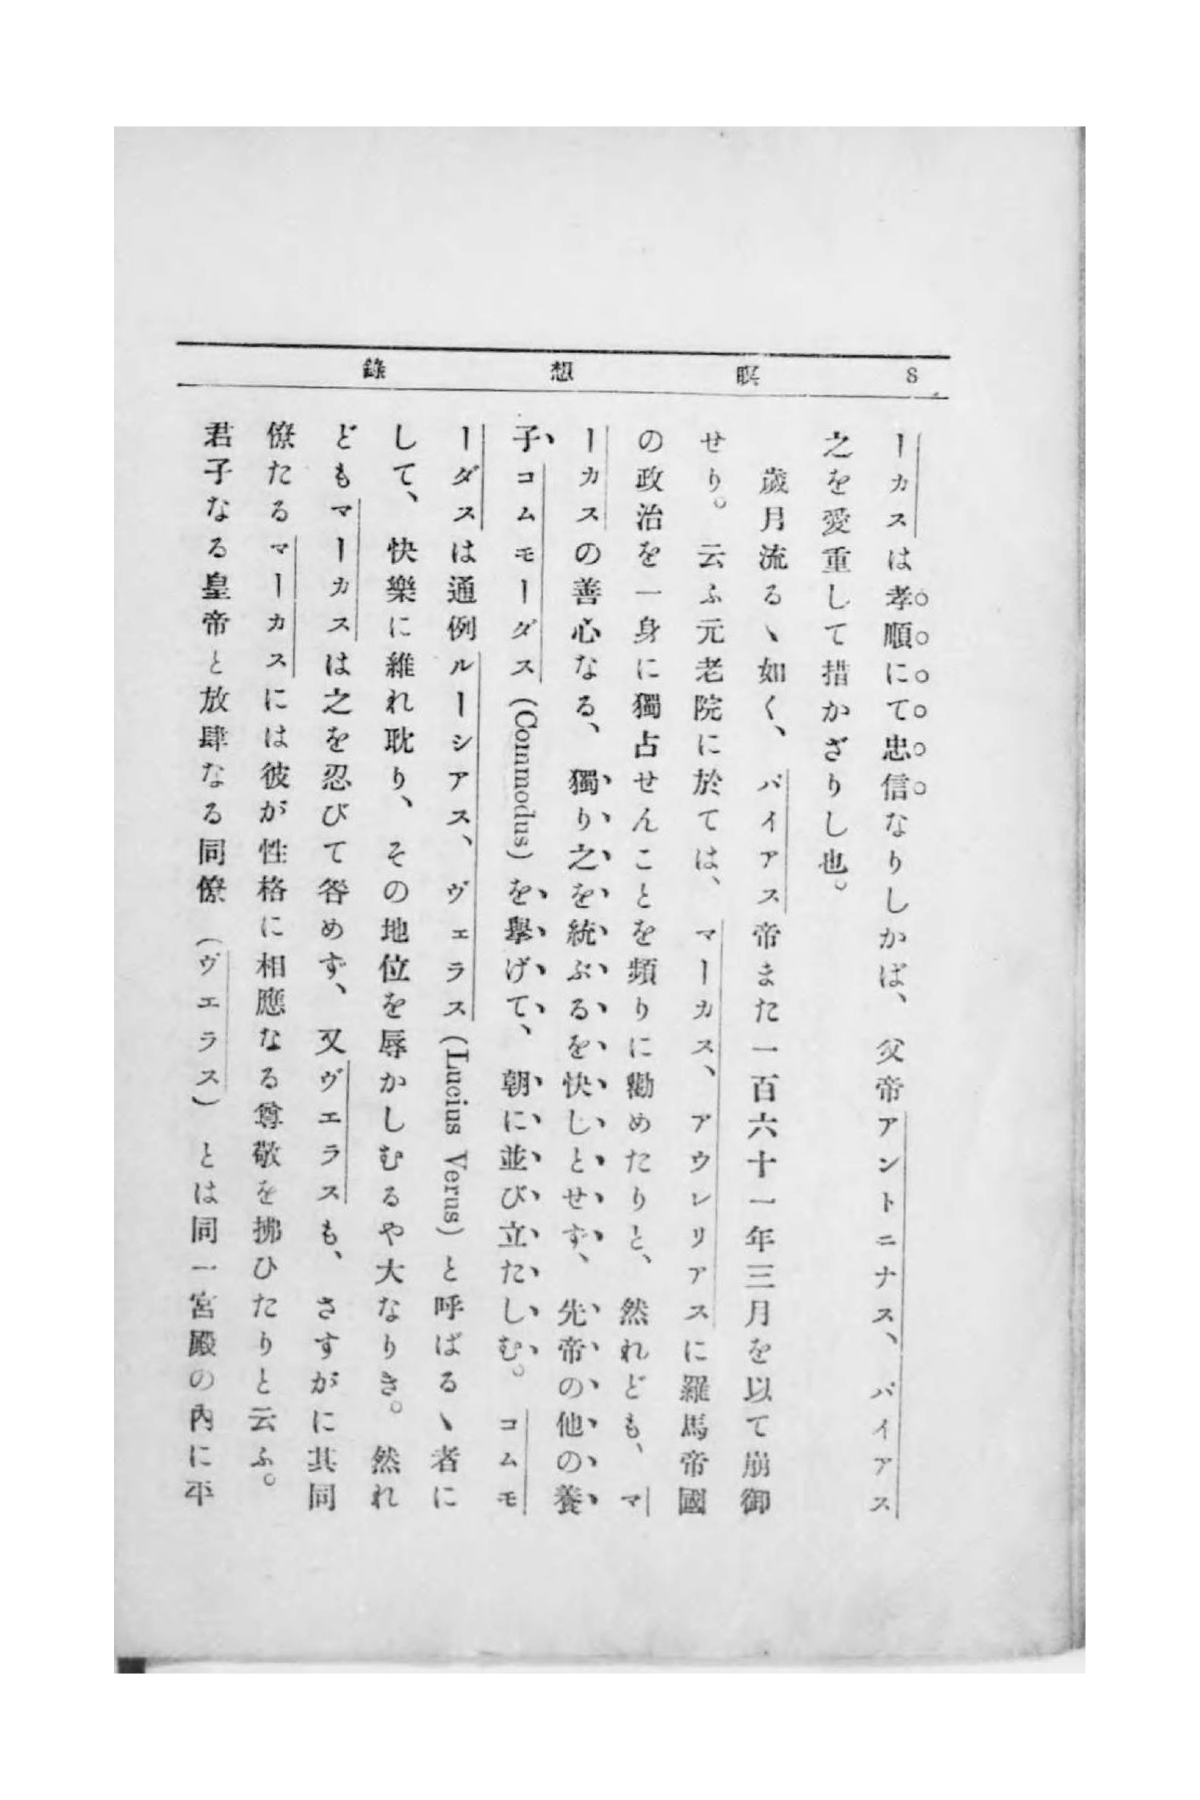 8 瞑想錄
ーカスは孝順にて忠信なりしかば、父帝アントニナス、パイアス
之を愛重して措かざりし也。
歲月流るゝ如く、パイアス帝また一百六十一年三月を以て崩御
せり。云ふ元老院に於ては、マーカス、アウレリアスに羅馬帝國
の政治を一身に獨占せんことを頻りに勸めたりと、然れども、マ
ーカスの善心なる、獨り之を統ぶるを快しとせず、先帝の他の養
子コムモーダス(Commodus)を擧げて、朝に並び立たしむ。コムモ
ーダスは通例ルーシアス、ヴェラス(Lucius Verus)と呼ばるゝ者に
して、快樂に維れ耽り、その地位を辱かしむるや大なりき。然れ
どもマーカスは之を忍びて咎めず、又ヴエラスも、さすがに其同
僚たるマーカスには彼が性格に相應なる尊敬を拂ひたりと云ふ。
君子なる皇帝と放肆なる同僚(ヴエラス)とは同一宮殿の內に平